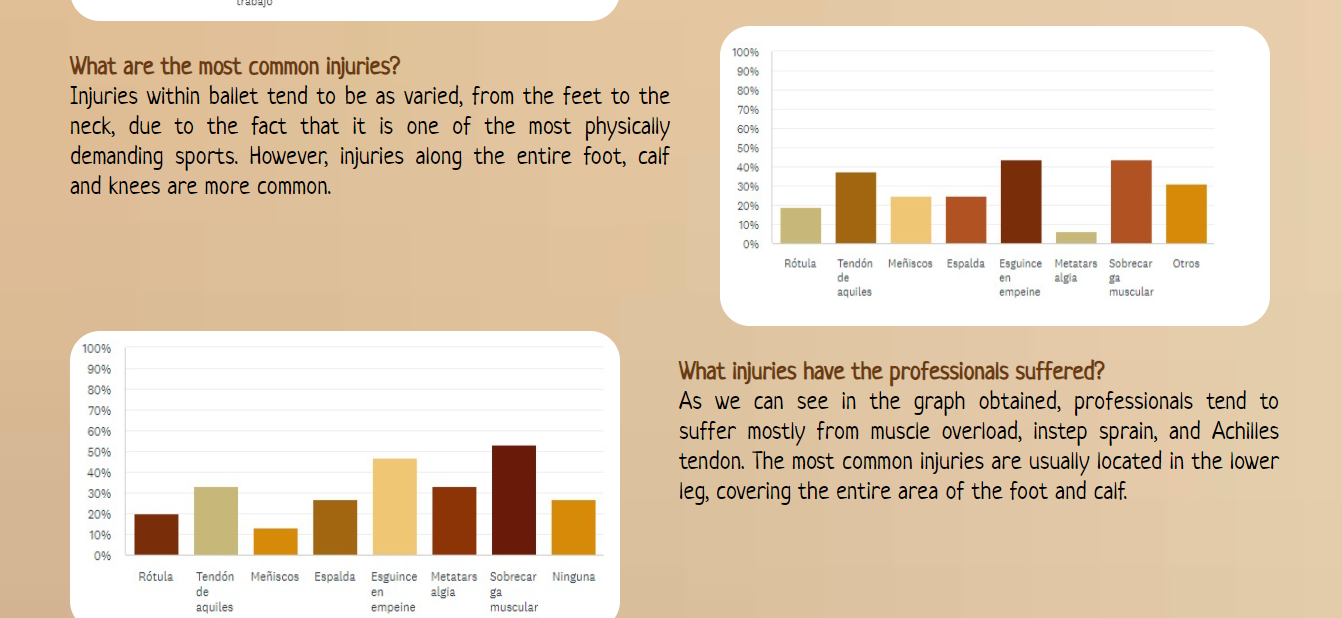 trabajo
What are the most common injuries?
Injuries within ballet tend to be as varied, from the feet to the
neck, due to the fact that it is one of the most physically
demanding sports. However, injuries along the entire foot, calf
and knees are more common.
100%
90%
80%
70%
60%
50%
40%
30%
20%
10%
0%
Rótula Tendón Meñiscos Espalda Esguince Metatars Sobrecar Otros
de en algia ga
aquiles empeine muscular
100%
90%
80%
70%
60%
50%
40%
30%
20%
10%
0%
Rótula Tendón Meñiscos Espalda Esguince Metatars Sobrecar Ninguna
de en algia ga
aquiles empeine muscular
What injuries have the professionals suffered?
As we can see in the graph obtained, professionals tend to
suffer mostly from muscle overload, instep sprain, and Achilles
tendon. The most common injuries are usually located in the lower
leg, covering the entire area of the foot and calf.